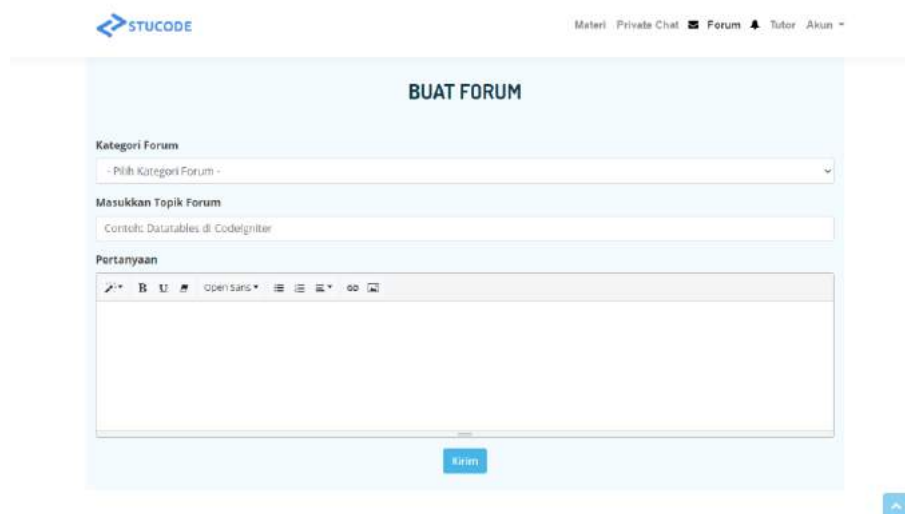 STUCODE
Materi Private Chat Forum Tutor Akun
BUAT FORUM
Kategori Forum
- Pilih Kategori Forum -
Masukkan Topik Forum
Contoh: Datatables di CodeIgniter
Pertanyaan
B U Open Sans
Kirim